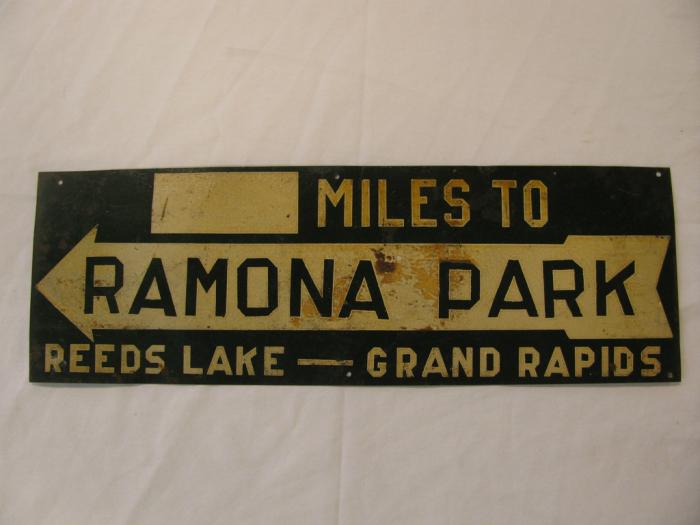 MILES TO
RAMONA PARK
REEDS LAKE — GRAND RAPIDS